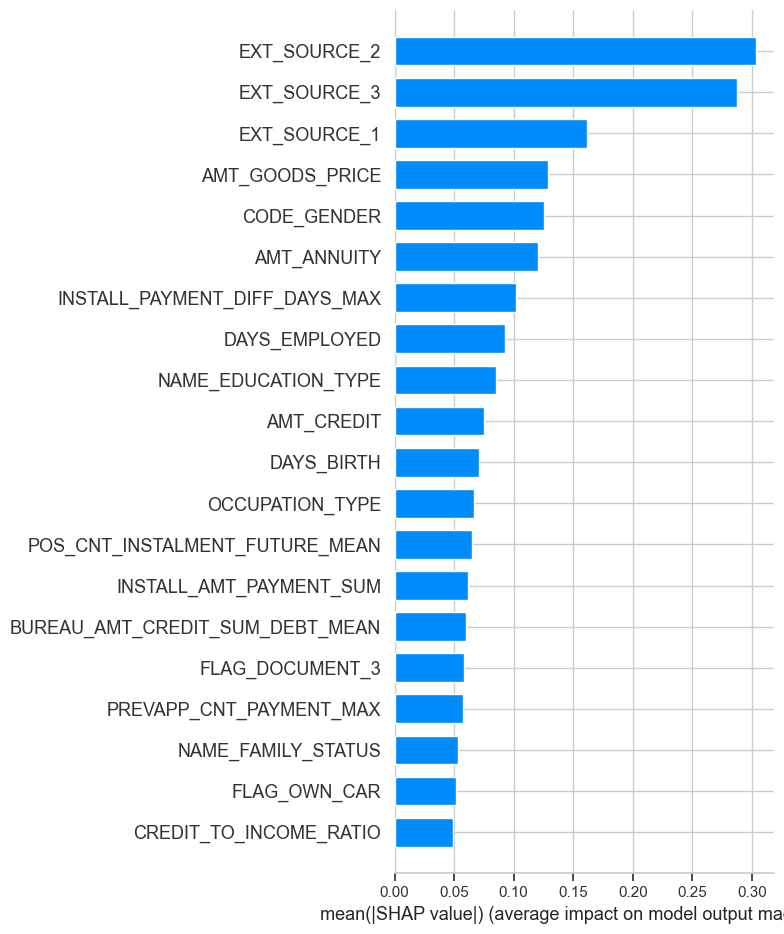 EXT_SOURCE_2
EXT_SOURCE_3
EXT_SOURCE_1
AMT_GOODS_PRICE
CODE_GENDER
AMT_ANNUITY
INSTALL_PAYMENT_DIFF_DAYS_MAX
DAYS_EMPLOYED
NAME_EDUCATION_TYPE
AMT_CREDIT
DAYS_BIRTH
OCCUPATION_TYPE
POS_CNT_INSTALMENT_FUTURE_MEAN
INSTALL_AMT_PAYMENT_SUM
BUREAU_AMT_CREDIT_SUM_DEBT_MEAN
FLAG_DOCUMENT_3
PREVAPP_CNT_PAYMENT_MAX
NAME_FAMILY_STATUS
FLAG_OWN_CAR
CREDIT_TO_INCOME_RATIO
0.00 0.05 0.10 0.15 0.20 0.25 0.30
mean(|SHAP value|) (average impact on model output ma